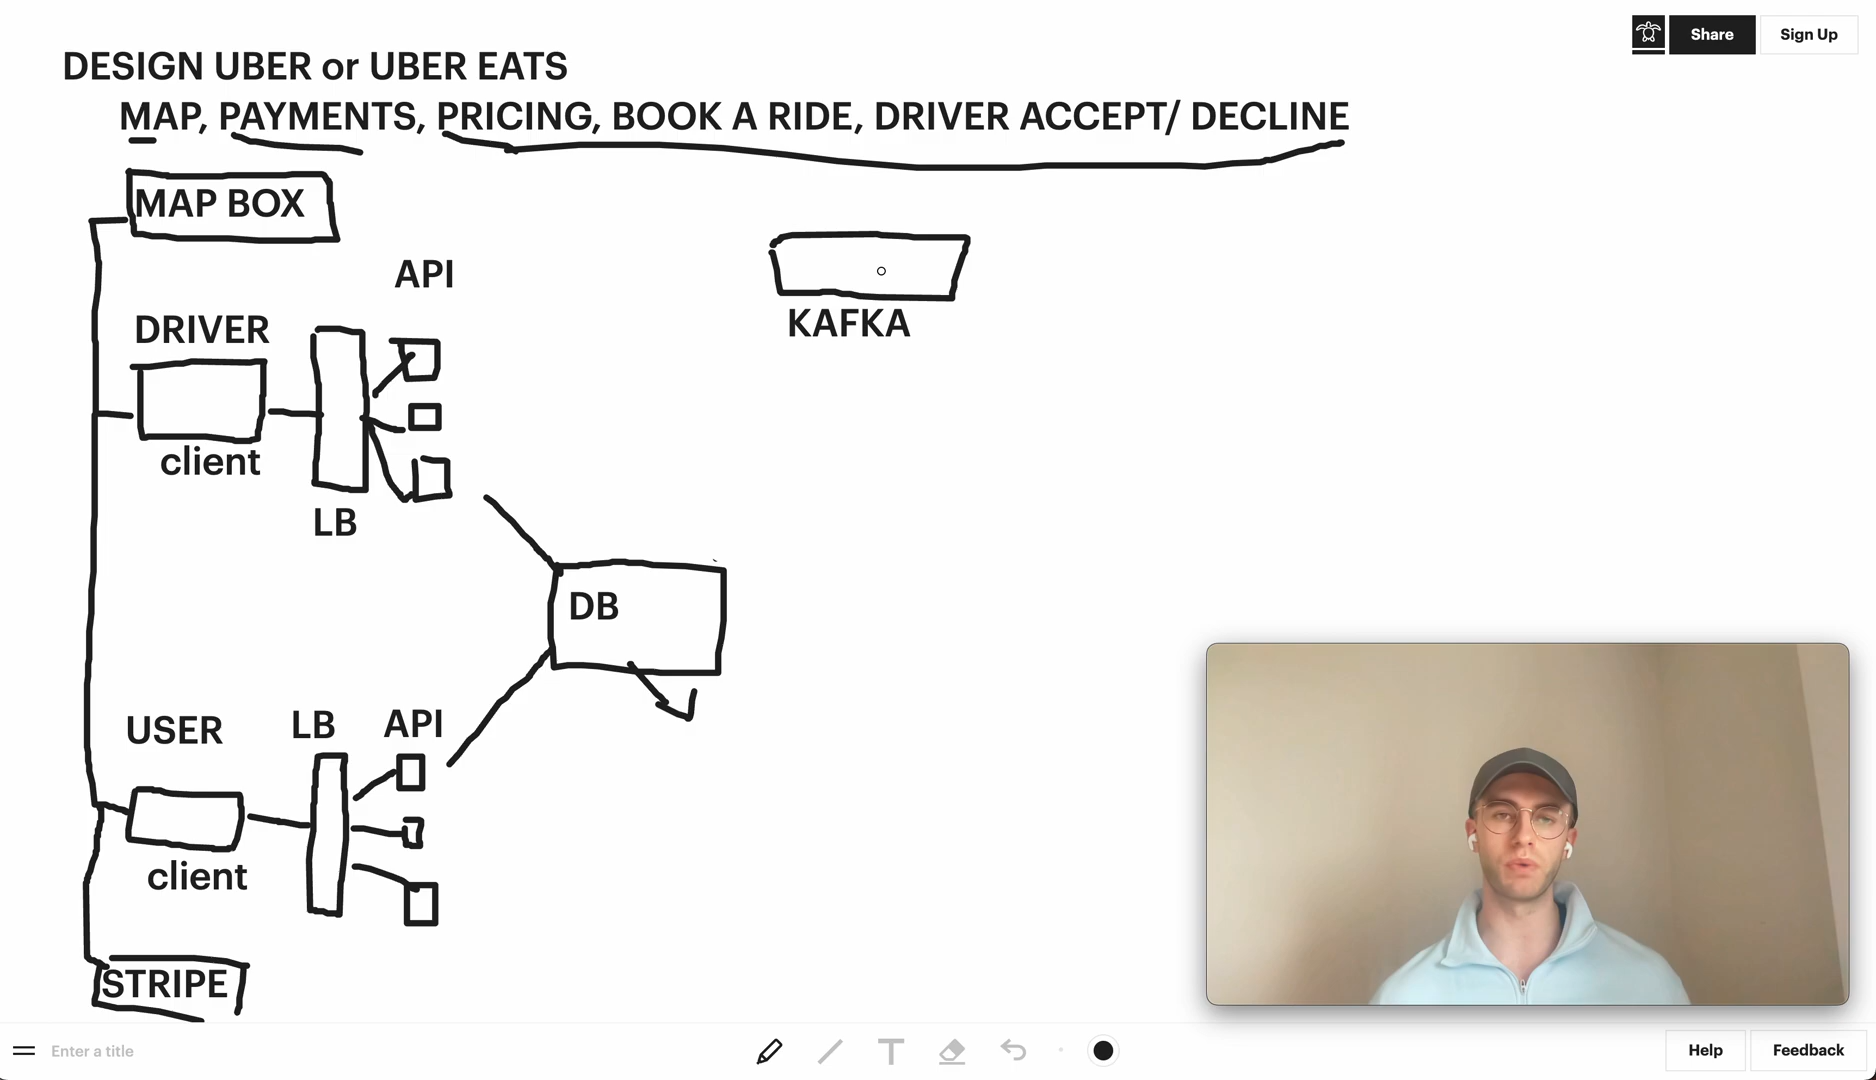 DESIGN UBER or UBER EATS
MAP, PAYMENTS, PRICING, BOOK A RIDE, DRIVER ACCEPT/ DECLINE
Share
Sign Up
MAP BOX
API
DRIVER
client
LB
KAFKA
DB
USER
LB
API
client
STRIPE
Enter a title
Help
Feedback